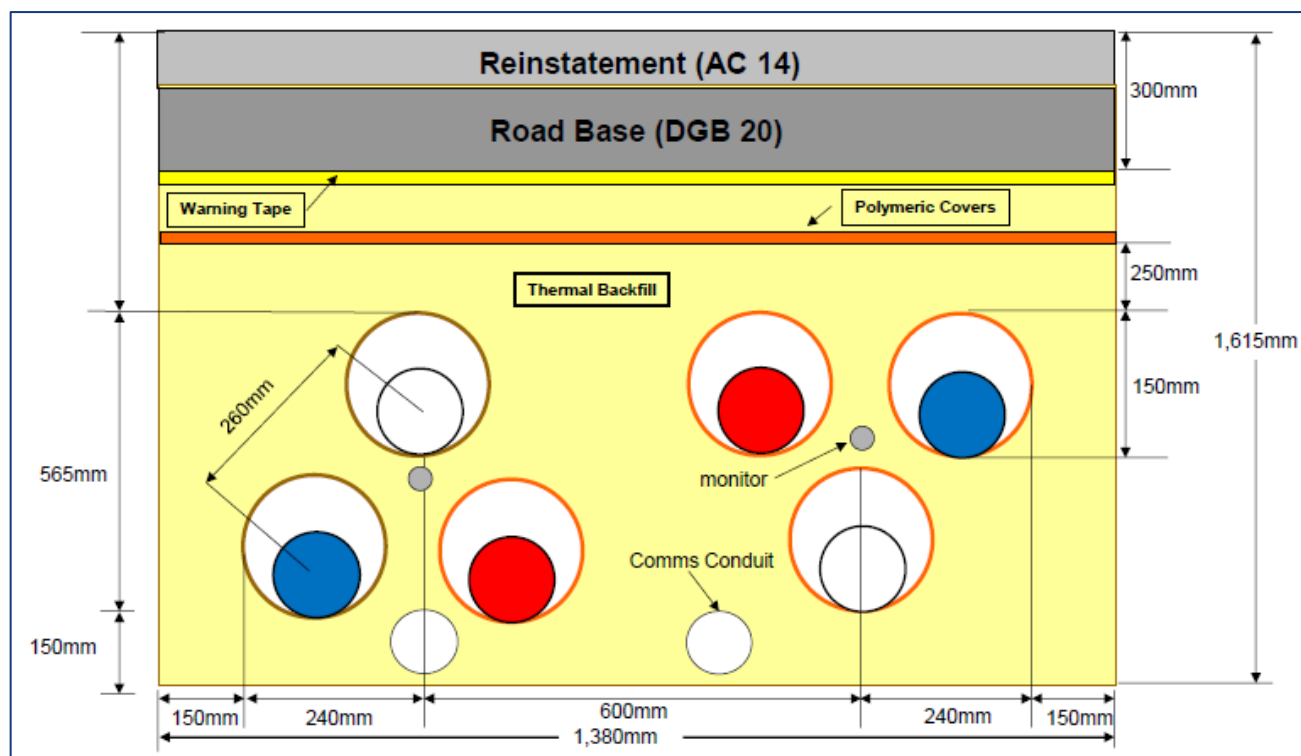 Reinstatement (AC 14)
300mm
Road Base (DGB 20)
Warning Tape
Polymeric Covers
250mm
Thermal Backfill
1,615mm
150mm
260mm
565mm
monitor
Comms Conduit
150mm
150mm
240mm
600mm
240mm
150mm
1,380mm